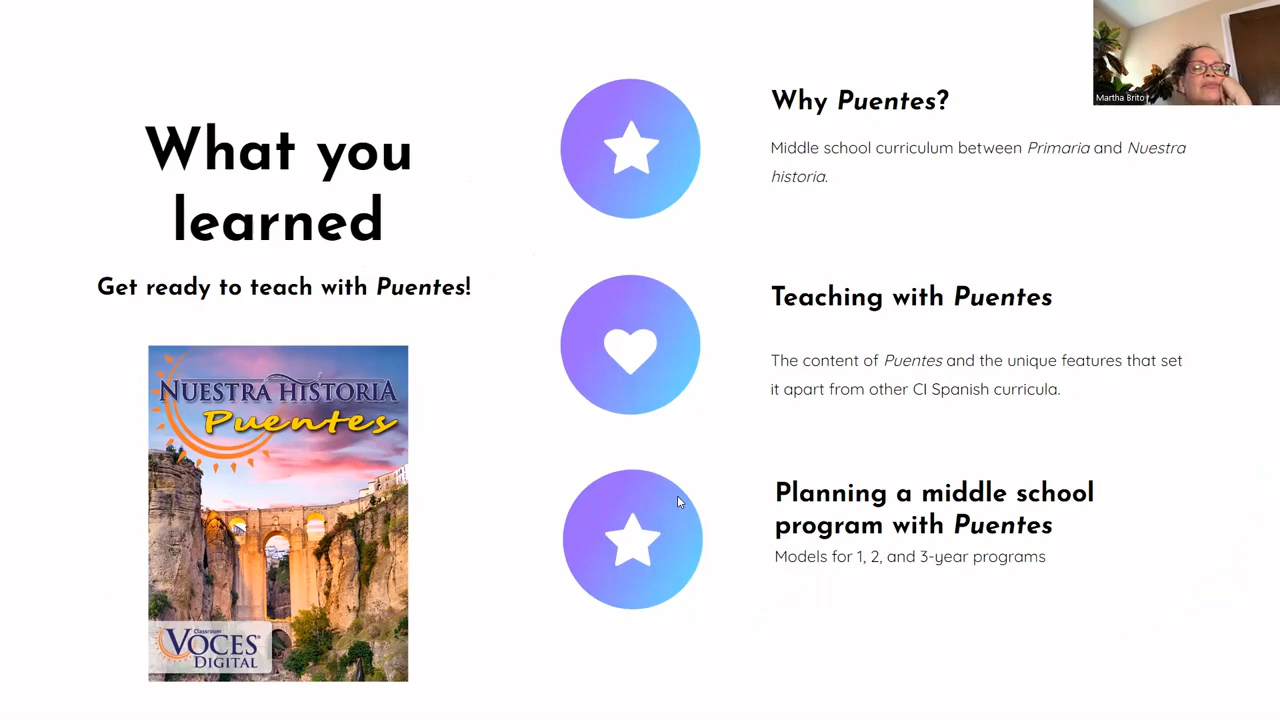 What you
learned
Get ready to teach with Puentes!
NUESTRA HISTORIA
Puentes
Classroom
VOCES
DIGITAL
Why Puentes?
Middle school curriculum between Primaria and Nuestra
historia.
Teaching with Puentes
The content of Puentes and the unique features that set
it apart from other CI Spanish curricula.
Planning a middle school
program with Puentes
Models for 1, 2, and 3-year programs
Martha Brito